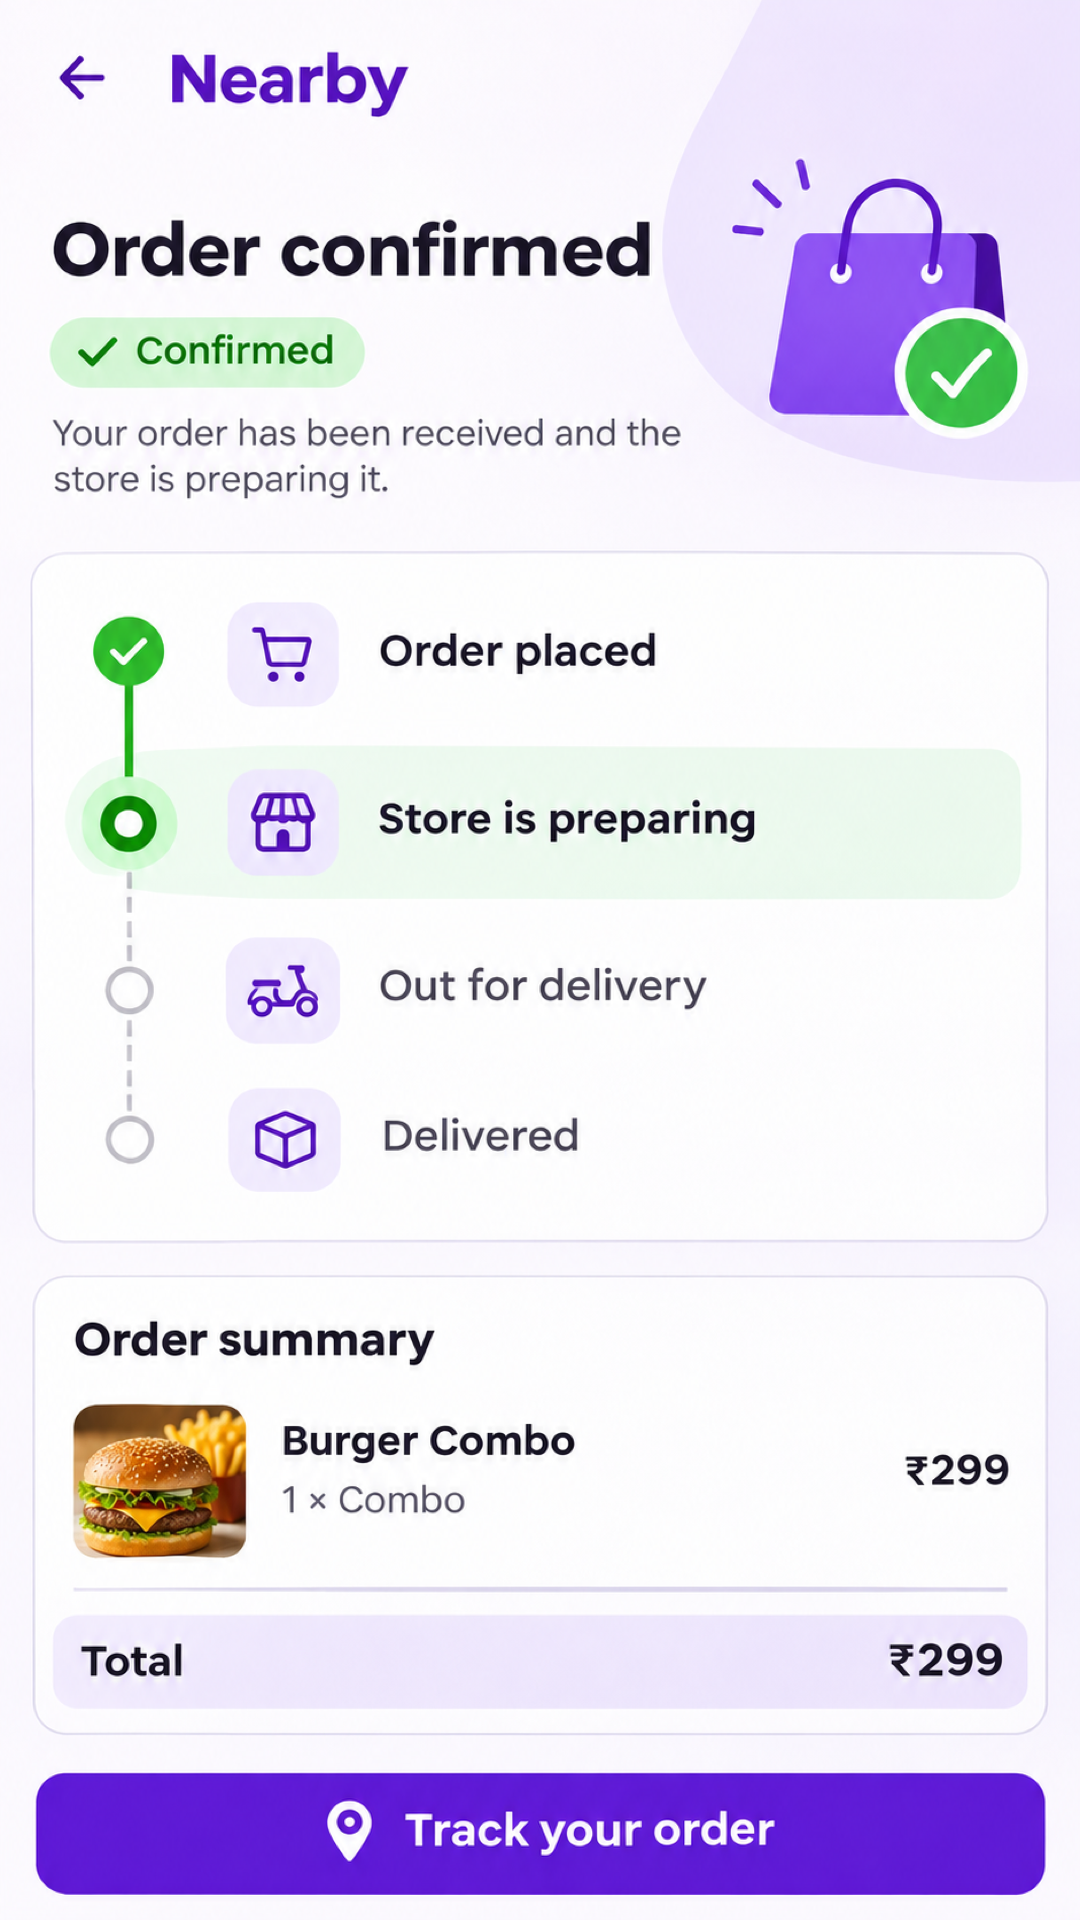 Nearby
Order confirmed
Confirmed
Your order has been received and the
store is preparing it.
Order placed
Store is preparing
Out for delivery
Delivered
Order summary
Burger Combo
1 × Combo
₹299
Total
₹299
Track your order